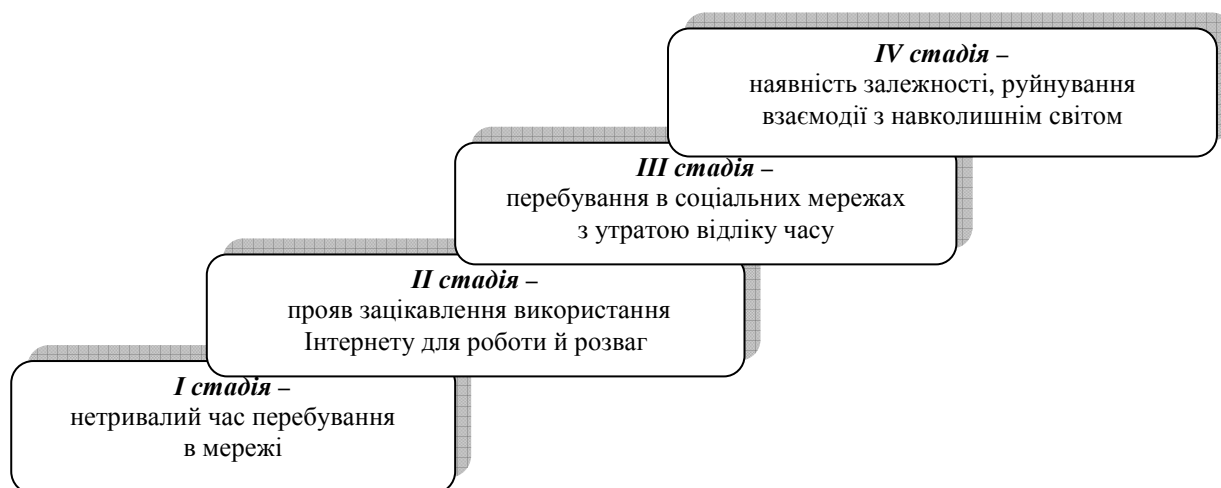 IV стадія –
наявність залежності, руйнування
взаємодії з навколишнім світом
III стадія –
перебування в соціальних мережах
з утратою відліку часу
II стадія –
прояв зацікавлення використання
Інтернету для роботи й розваг
I стадія –
нетривалий час перебування
в мережі